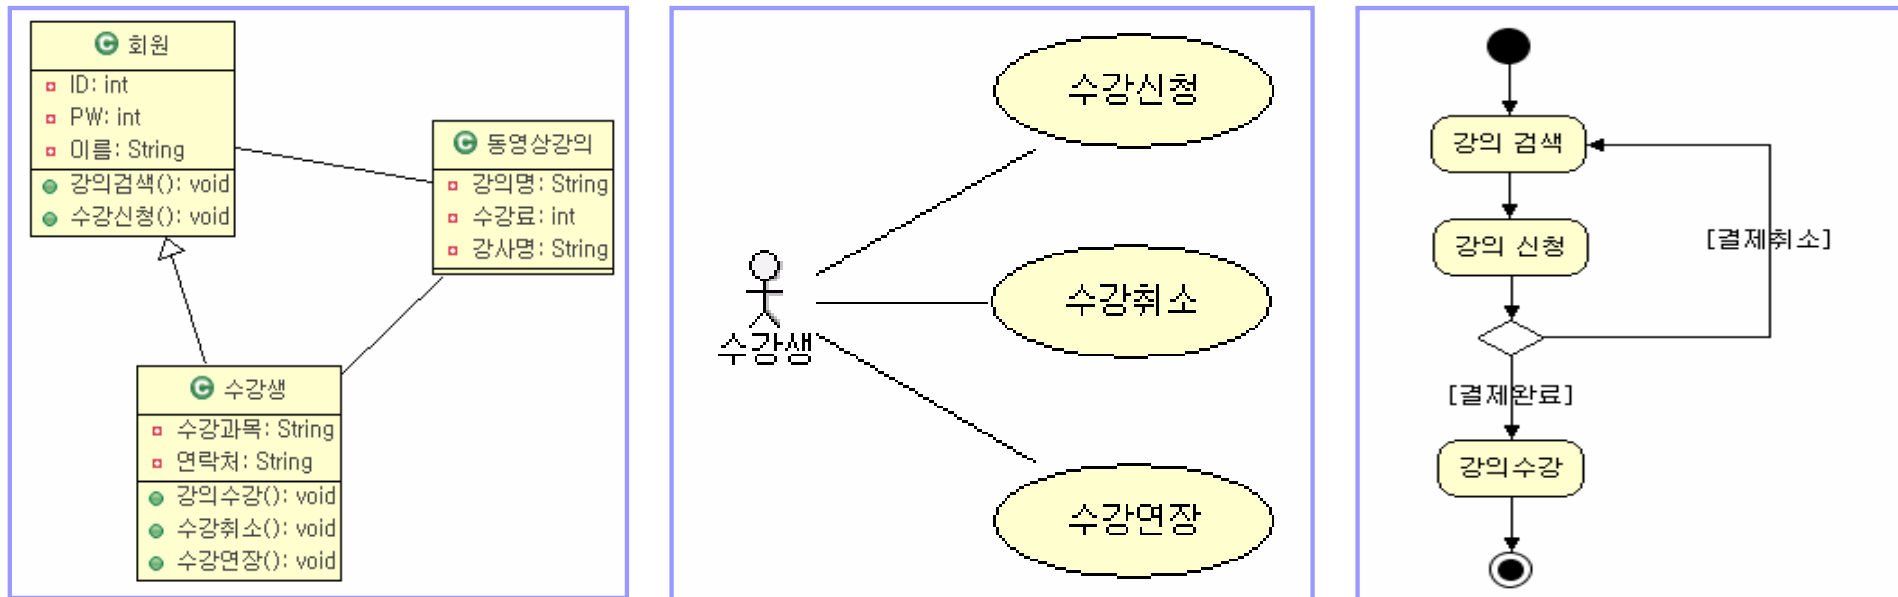 C 회원
ID: int
PW: int
이름: String
강의검색(): void
수강신청(): void
C 동영상강의
강의명: String
수강료: int
강사명: String
C 수강생
수강과목: String
연락처: String
강의수강(): void
수강취소(): void
수강연장(): void
수강신청
수강취소
수강생
수강연장
강의 검색
강의 신청
[결제취소]
[결제완료]
강의수강